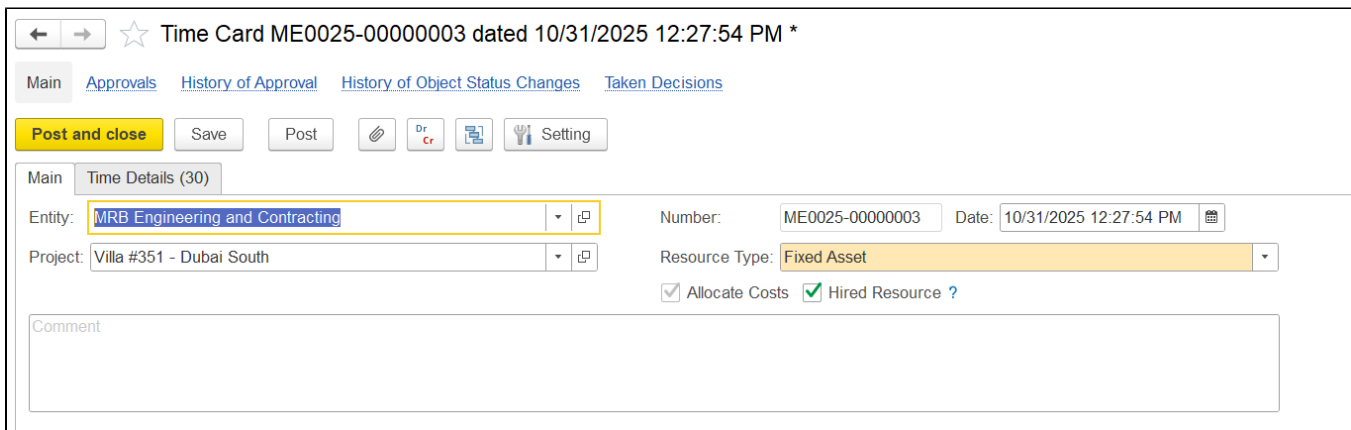 Time Card ME0025-00000003 dated 10/31/2025 12:27:54 PM *
Main Approvals History of Approval History of Object Status Changes Taken Decisions
Post and close Save Post Dr Cr Setting
Main Time Details (30)
Entity: MRB Engineering and Contracting Number: ME0025-00000003 Date: 10/31/2025 12:27:54 PM
Project: Villa #351 - Dubai South Resource Type: Fixed Asset
Allocate Costs Hired Resource ?
Comment